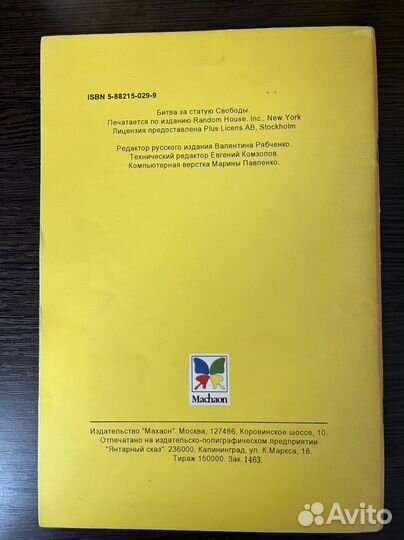 ISBN 5-88215-029-9
Битва за статую Свободы.
Печатается по изданию Random House. Inc., New York
Лицензия предоставлена Plus Licens AB, Stockholm
Редактор русского издания Валентина Рябченко.
Технический редактор Евгений Комзолов.
Компьютерная верстка Марины Павленко.
Machaon
Издательство "Махаон". Москва, 127486, Коровинское шоссе, 10.
Отпечатано на издательско-полиграфическом предприятии
"Янтарный сказ". 236000, Калининград, ул. К.Маркса, 18.
Тираж 150000. Зак. 1463.
Avito